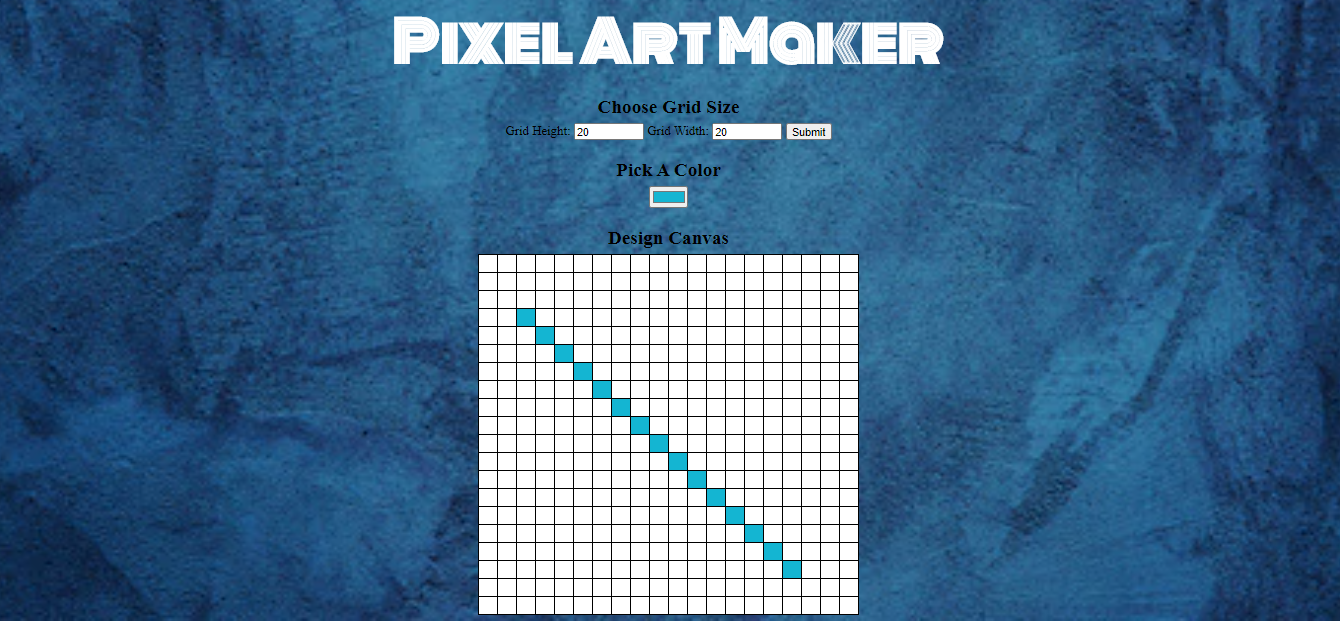 Pixel Art Maker
Choose Grid Size
Grid Height: 20 Grid Width: 20 Submit
Pick A Color
Design Canvas